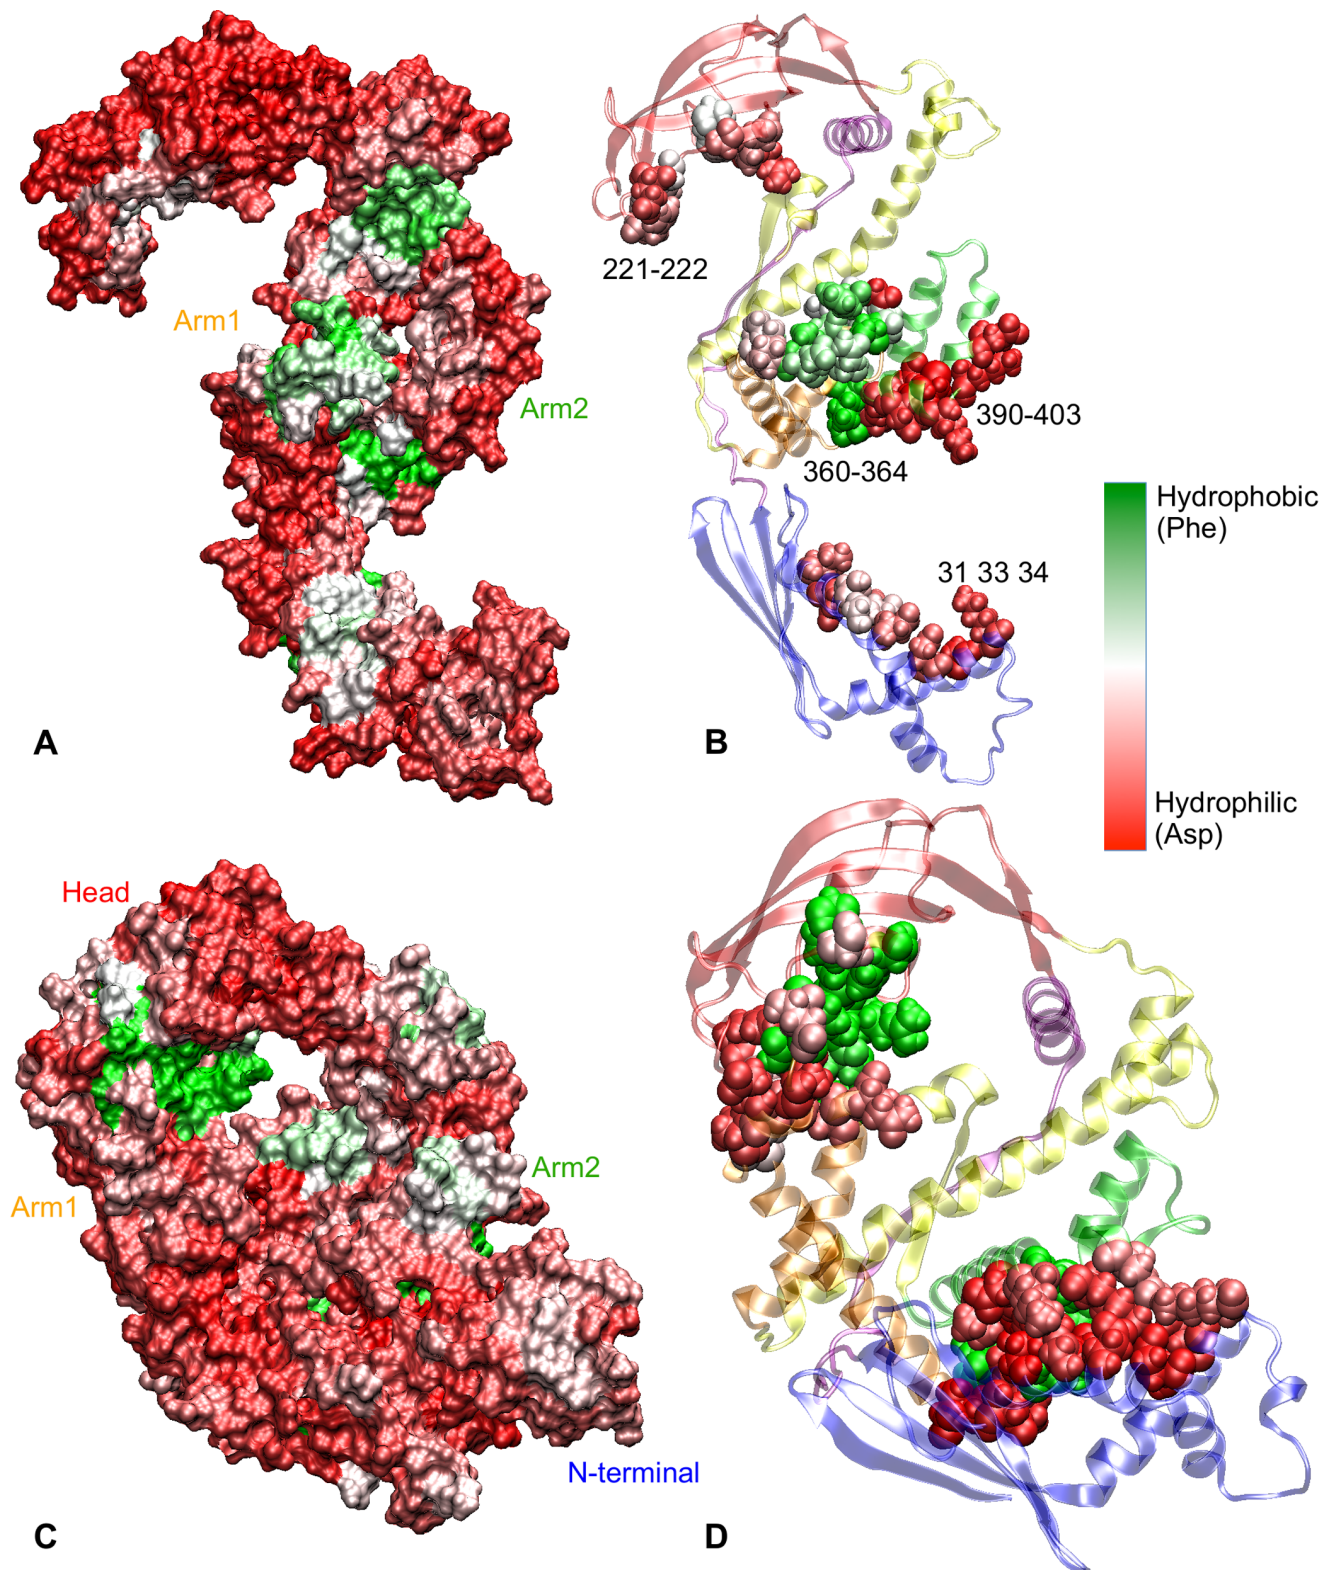 221-222
Arm1
Arm2
390-403
360-364
Hydrophobic
(Phe)
31 33 34
A
B
Hydrophilic
(Asp)
Head
Arm2
Arm1
N-terminal
C
D